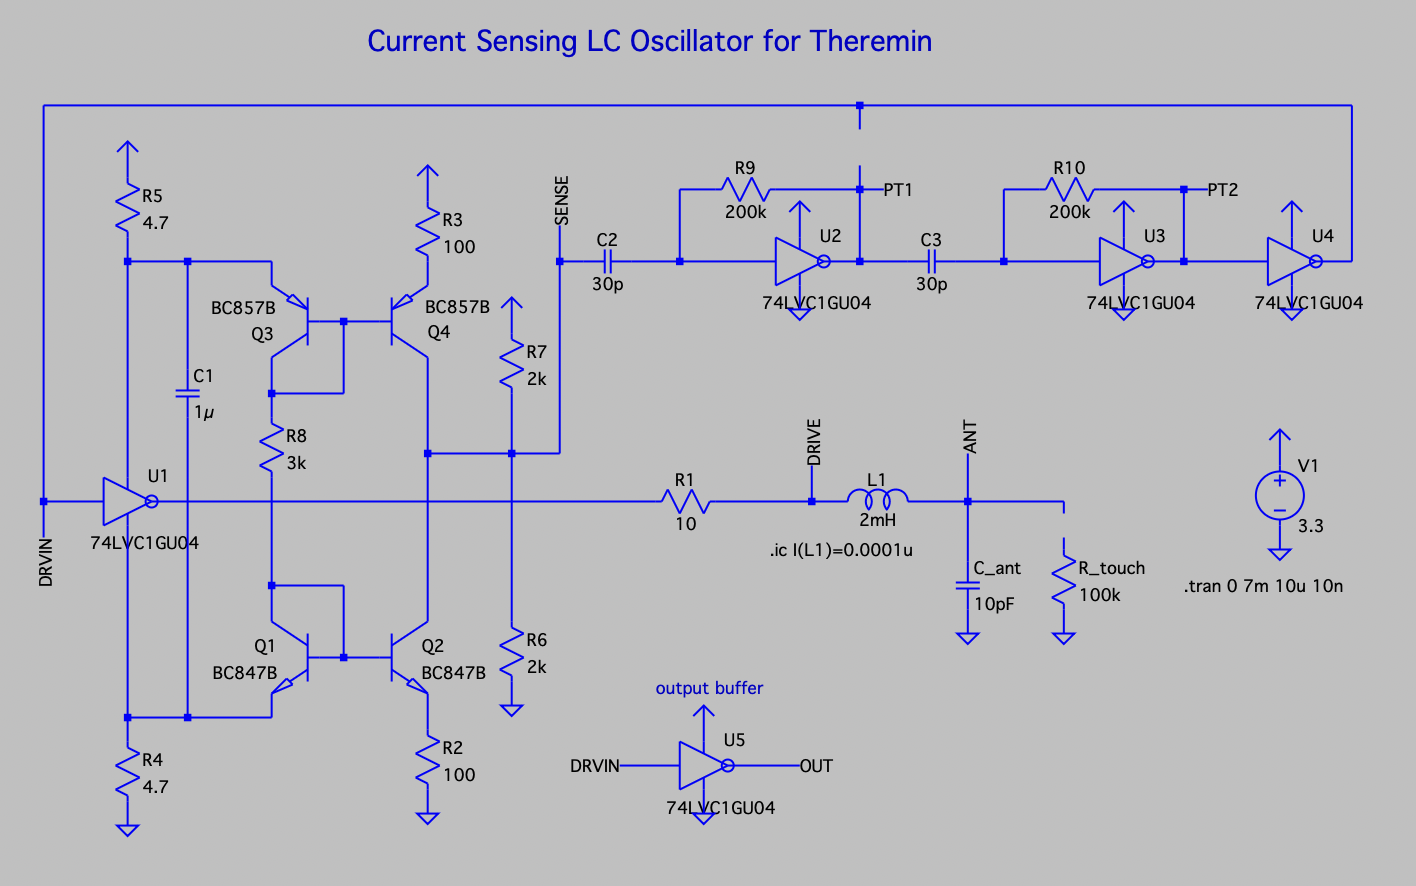 Current Sensing LC Oscillator for Theremin
R5
4.7
R3
100
SENSE
C2
30p
R9
200k
PT1
U2
74LVC1GU04
C3
30p
R10
200k
PT2
U3
74LVC1GU04
U4
74LVC1GU04
BC857B
Q3
BC857B
Q4
R7
2k
C1
1µ
R8
3k
U1
74LVC1GU04
DRVIN
R1
10
DRIVE
L1
2mH
.ic I(L1)=0.0001u
ANT
C_ant
10pF
R_touch
100k
V1
3.3
.tran 0 7m 10u 10n
Q1
BC847B
Q2
BC847B
R6
2k
R4
4.7
R2
100
output buffer
U5
DRVIN
OUT
74LVC1GU04